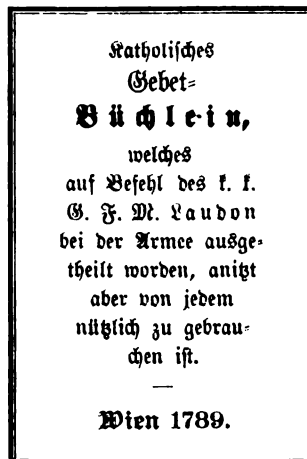 Katholisches
Gebet=
Büchlein,
welches
auf Befehl des k. k.
G. F. M. Laudon
bei der Armee ausge=
theilt worden, anitzt
aber von jedem
nützlich zu gebrau=
chen ist.
—
Wien 1789.